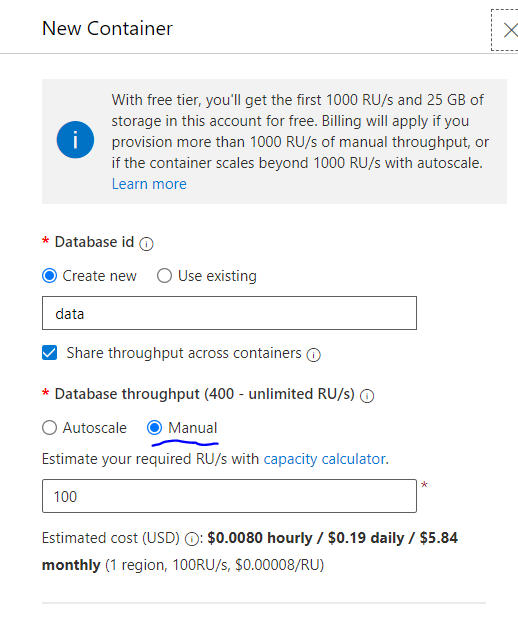 New Container
With free tier, you'll get the first 1000 RU/s and 25 GB of
storage in this account for free. Billing will apply if you
provision more than 1000 RU/s of manual throughput, or
if the container scales beyond 1000 RU/s with autoscale.
Learn more
* Database id
Create new Use existing
data
Share throughput across containers
* Database throughput (400 - unlimited RU/s)
Autoscale Manual
Estimate your required RU/s with capacity calculator.
100 *
Estimated cost (USD) : $0.0080 hourly / $0.19 daily / $5.84
monthly (1 region, 100RU/s, $0.00008/RU)